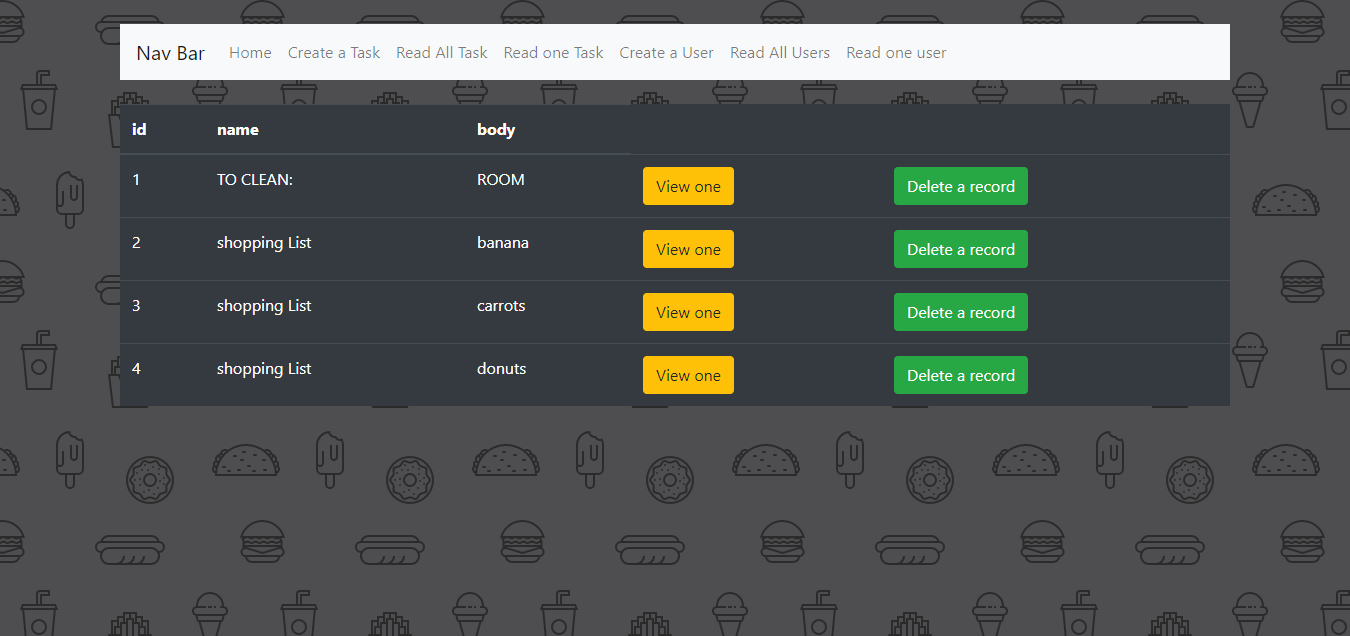 Nav Bar Home Create a Task Read All Task Read one Task Create a User Read All Users Read one user
id name body
1 TO CLEAN: ROOM View one Delete a record
2 shopping List banana View one Delete a record
3 shopping List carrots View one Delete a record
4 shopping List donuts View one Delete a record